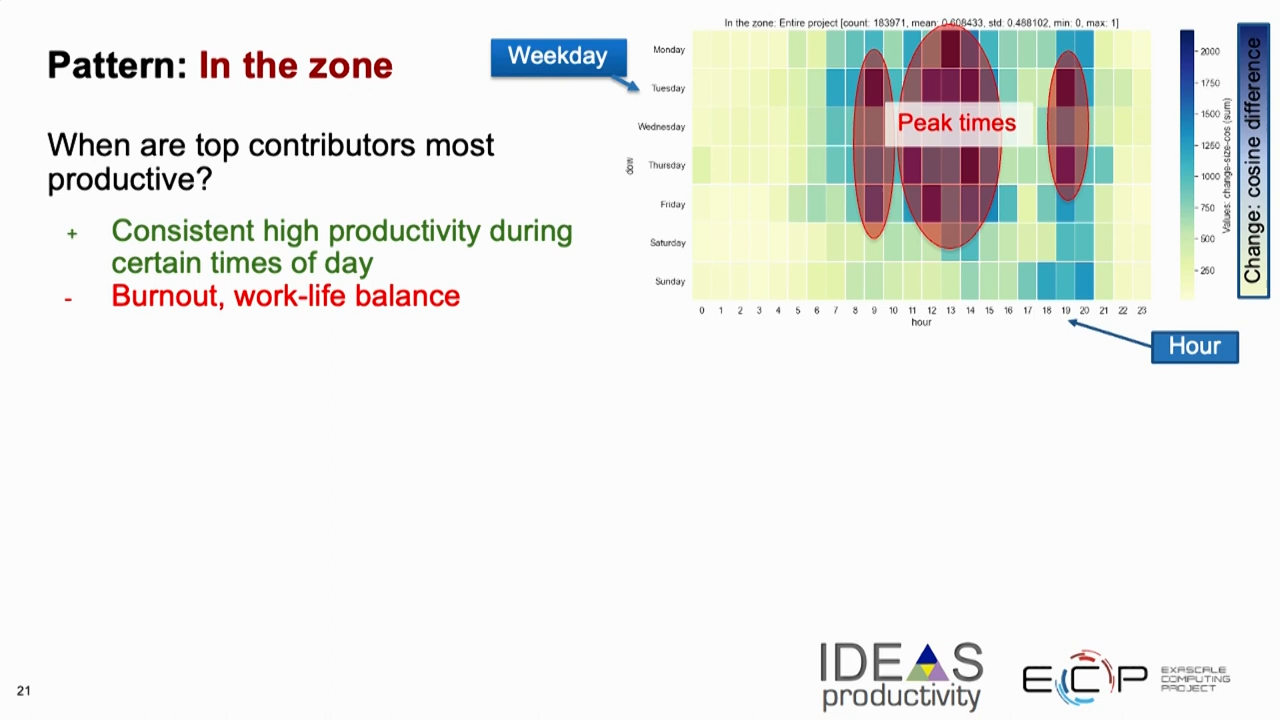 In the zone: Entire project [count: 183971, mean: 0.608433, std: 0.488102, min: 0, max: 1]
Pattern: In the zone
Weekday
When are top contributors most
productive?
+ Consistent high productivity during
certain times of day
- Burnout, work-life balance
Monday
Tuesday
Wednesday
Thursday
Friday
Saturday
Sunday
dow
Peak times
0 1 2 3 4 5 6 7 8 9 10 11 12 13 14 15 16 17 18 19 20 21 22 23
hour
2000
1750
1500
1250
1000
750
500
250
Values: change-size-cos (sum)
Change: cosine difference
Hour
21
IDEAS
productivity
ECP
EXASCALE
COMPUTING
PROJECT